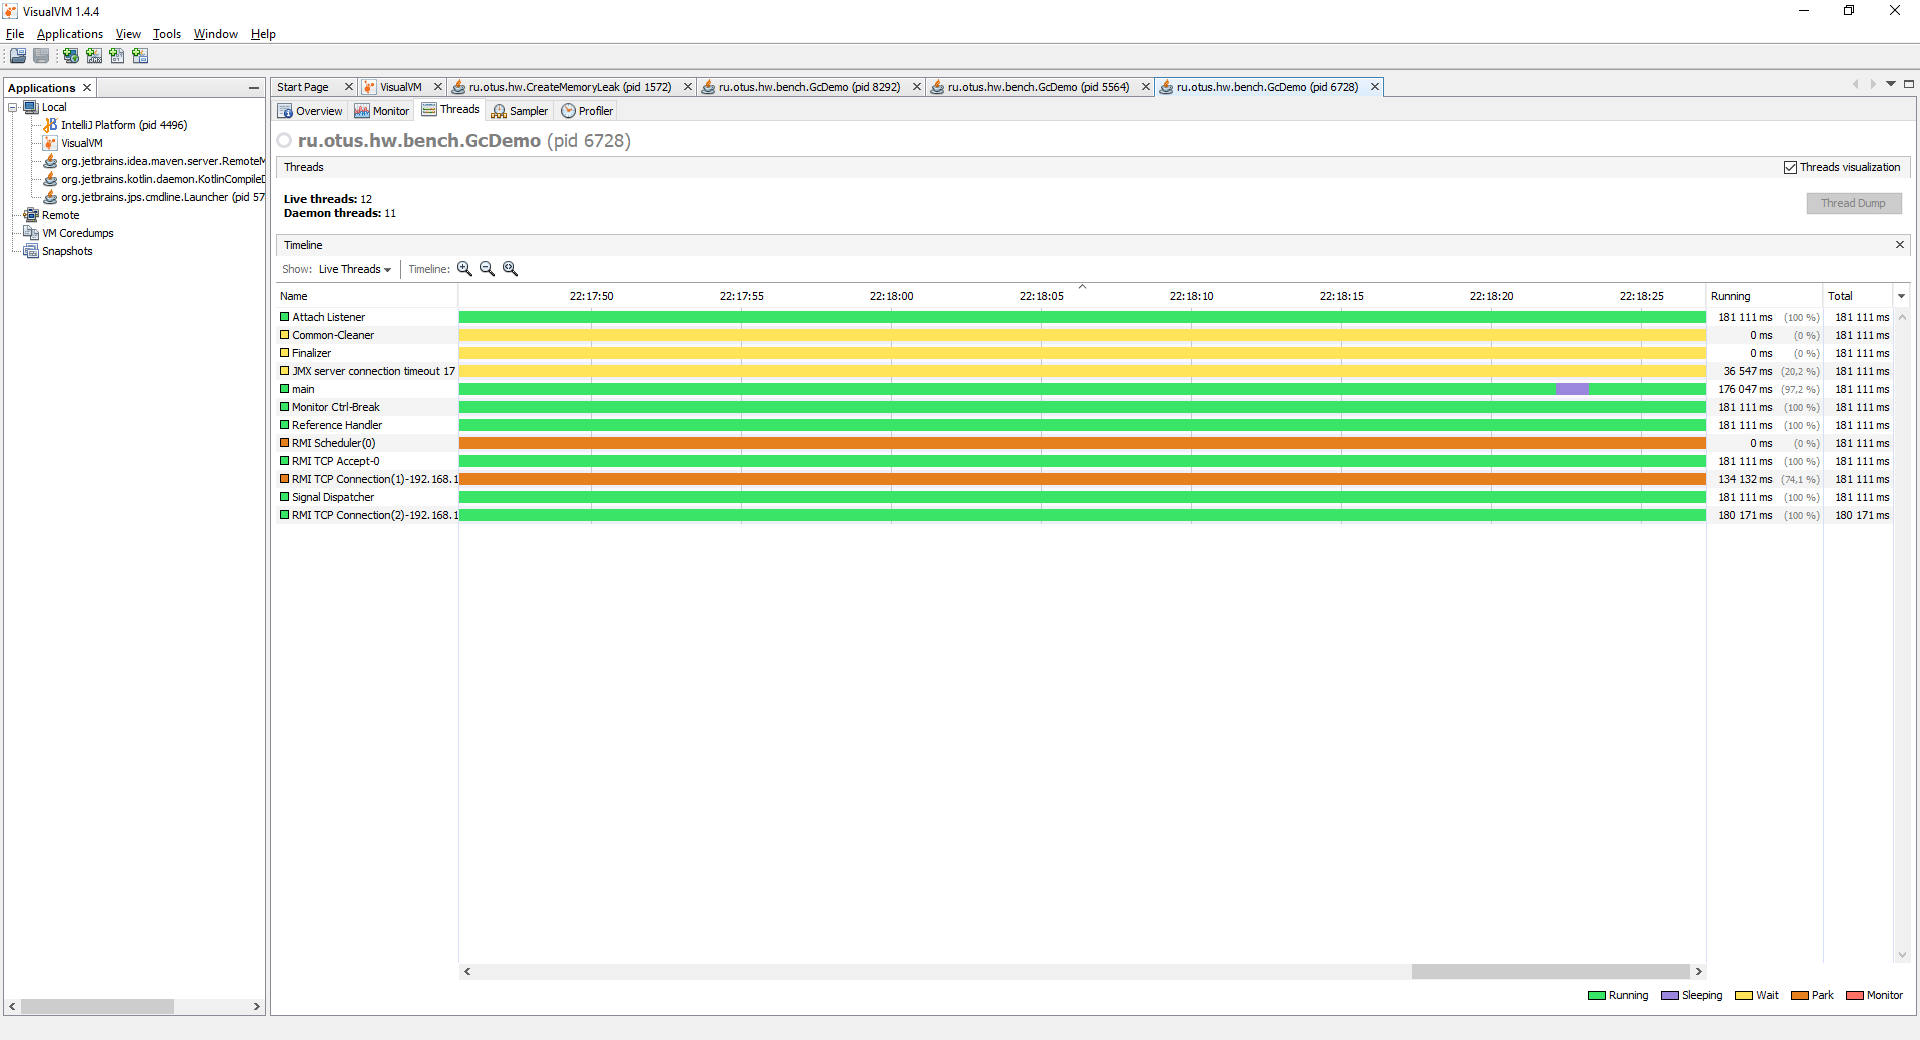 VisualVM 1.4.4
File Applications View Tools Window Help
Applications
Local
IntelliJ Platform (pid 4496)
VisualVM
org.jetbrains.idea.maven.server.RemoteM
org.jetbrains.kotlin.daemon.KotlinCompileD
org.jetbrains.jps.cmdline.Launcher (pid 57
Remote
VM Coredumps
Snapshots
Start Page VisualVM ru.otus.hw.CreateMemoryLeak (pid 1572) ru.otus.hw.bench.GcDemo (pid 8292) ru.otus.hw.bench.GcDemo (pid 5564) ru.otus.hw.bench.GcDemo (pid 6728)
Overview Monitor Threads Sampler Profiler
ru.otus.hw.bench.GcDemo (pid 6728)
Threads Threads visualization
Live threads: 12
Daemon threads: 11
Thread Dump
Timeline
Show: Live Threads Timeline:
Name 22:17:50 22:17:55 22:18:00 22:18:05 22:18:10 22:18:15 22:18:20 22:18:25 Running Total
Attach Listener 181 111 ms (100 %) 181 111 ms
Common-Cleaner 0 ms (0 %) 181 111 ms
Finalizer 0 ms (0 %) 181 111 ms
JMX server connection timeout 17 36 547 ms (20,2 %) 181 111 ms
main 176 047 ms (97,2 %) 181 111 ms
Monitor Ctrl-Break 181 111 ms (100 %) 181 111 ms
Reference Handler 181 111 ms (100 %) 181 111 ms
RMI Scheduler(0) 0 ms (0 %) 181 111 ms
RMI TCP Accept-0 181 111 ms (100 %) 181 111 ms
RMI TCP Connection(1)-192.168.1 134 132 ms (74,1 %) 181 111 ms
Signal Dispatcher 181 111 ms (100 %) 181 111 ms
RMI TCP Connection(2)-192.168.1 180 171 ms (100 %) 180 171 ms
Running Sleeping Wait Park Monitor